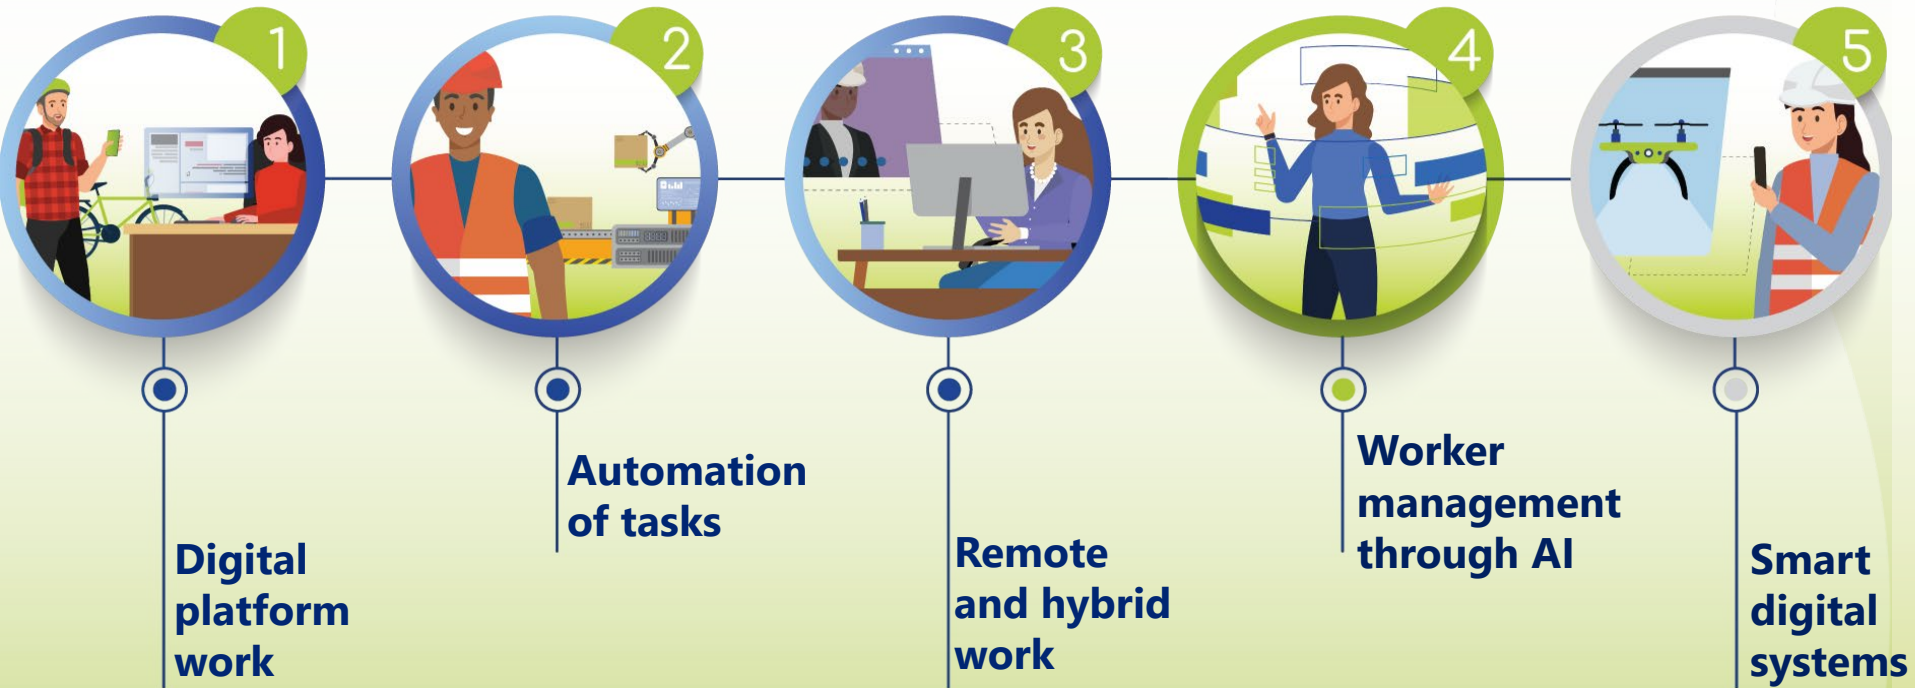 1
2
3
4
5
Digital
platform
work
Automation
of tasks
Remote
and hybrid
work
Worker
management
through AI
Smart
digital
systems